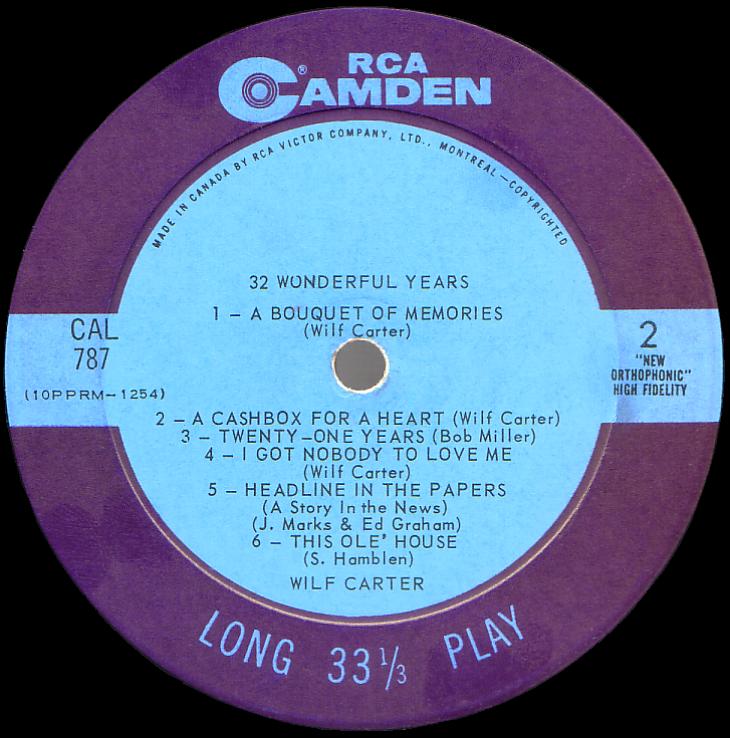 RCA
CAMDEN®
MADE IN CANADA BY RCA VICTOR COMPANY, LTD., MONTREAL—COPYRIGHTED
32 WONDERFUL YEARS
1 – A BOUQUET OF MEMORIES
(Wilf Carter)
CAL
787
(10PPRM–1254)
2
"NEW
ORTHOPHONIC"
HIGH FIDELITY
2 – A CASHBOX FOR A HEART (Wilf Carter)
3 – TWENTY–ONE YEARS (Bob Miller)
4 – I GOT NOBODY TO LOVE ME
(Wilf Carter)
5 – HEADLINE IN THE PAPERS
(A Story In the News)
(J. Marks & Ed Graham)
6 – THIS OLE' HOUSE
(S. Hamblen)
WILF CARTER
LONG 33 1/3 PLAY